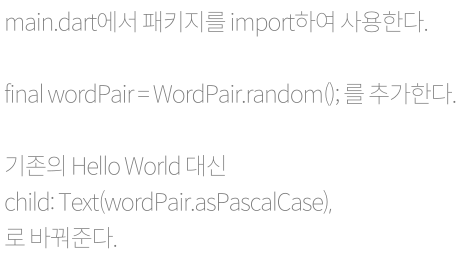 main.dart에서 패키지를 import하여 사용한다.
final wordPair = WordPair.random(); 를 추가한다.
기존의 Hello World 대신
child: Text(wordPair.asPascalCase),
로 바꿔준다.